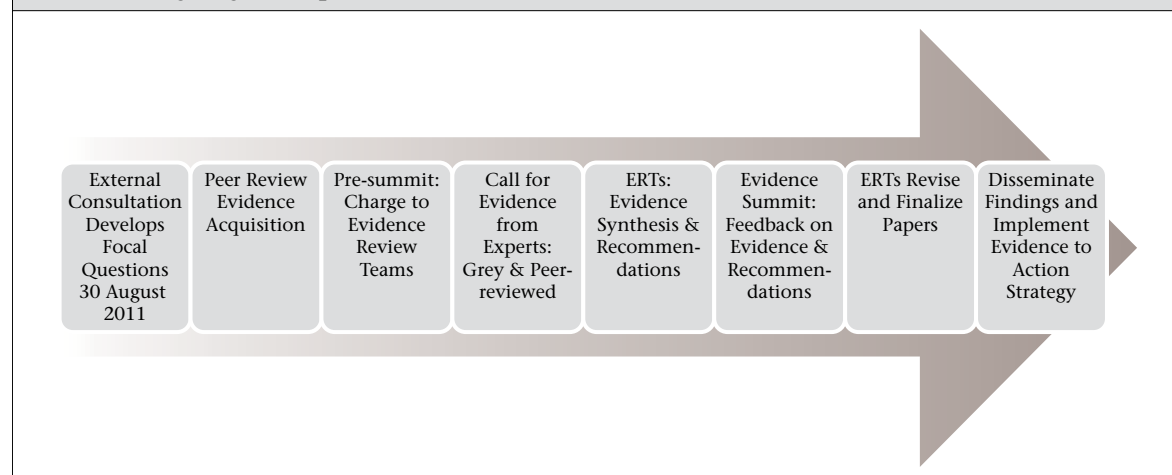 External
Consultation
Develops
Focal
Questions
30 August
2011
Peer Review
Evidence
Acquisition
Pre-summit:
Charge to
Evidence
Review
Teams
Call for
Evidence
from
Experts:
Grey & Peer-
reviewed
ERTs:
Evidence
Synthesis &
Recommen-
dations
Evidence
Summit:
Feedback on
Evidence &
Recommen-
dations
ERTs Revise
and Finalize
Papers
Disseminate
Findings and
Implement
Evidence to
Action
Strategy